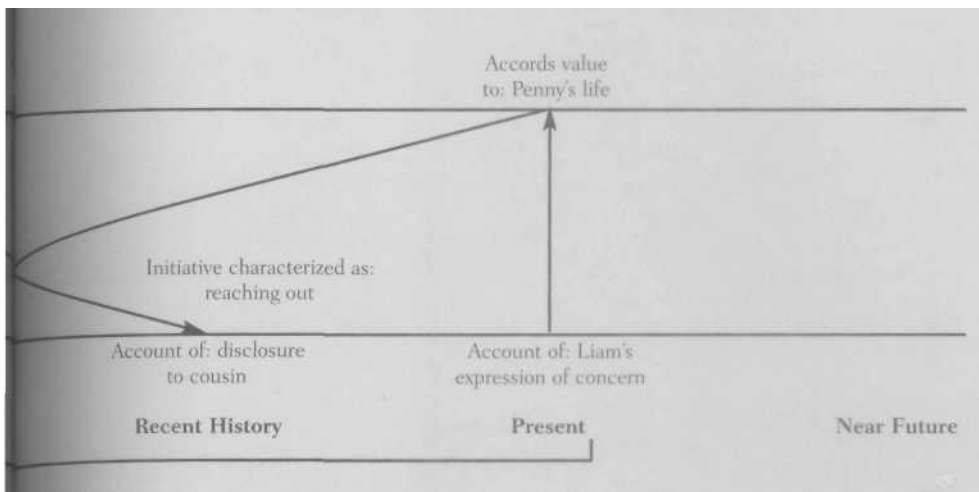 Accords value
to: Penny's life
Initiative characterized as:
reaching out
Account of: disclosure
to cousin
Account of: Liam's
expression of concern
Recent History
Present
Near Future